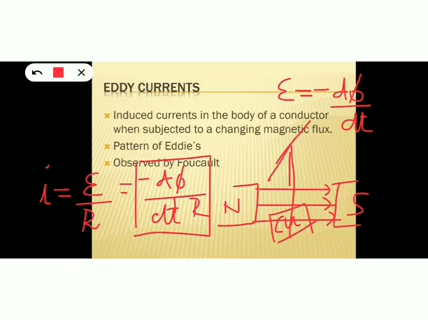 EDDY CURRENTS
ε = - dφ/dt
Induced currents in the body of a conductor
when subjected to a changing magnetic flux.
Pattern of Eddie's
Observed by Foucault
i = ε/R = - dφ/dt R
N
Cu
S